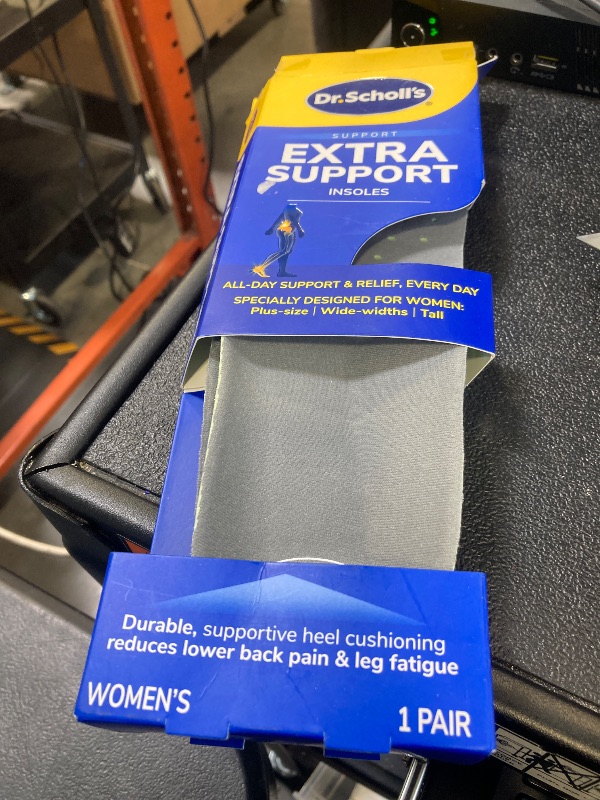 Dr.Scholl's
SUPPORT
EXTRA
SUPPORT
INSOLES
ALL-DAY SUPPORT & RELIEF, EVERY DAY
SPECIALLY DESIGNED FOR WOMEN:
Plus-size | Wide-widths | Tall
Durable, supportive heel cushioning
reduces lower back pain & leg fatigue
WOMEN'S
1 PAIR